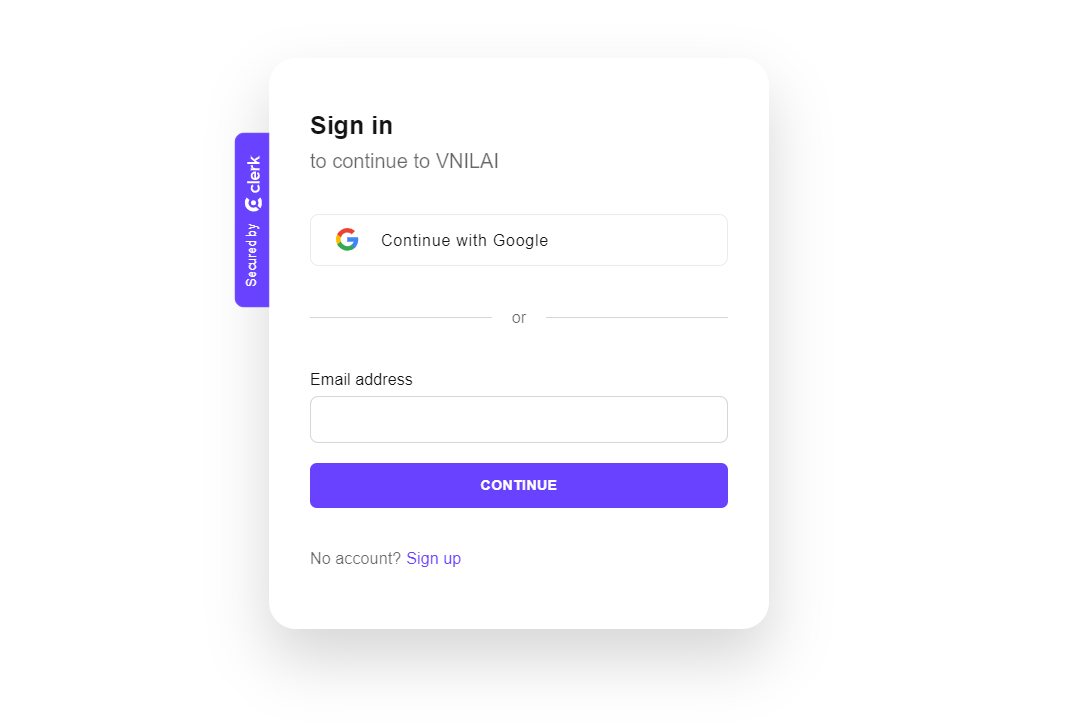 Sign in
to continue to VNILAI
Secured by clerk
Continue with Google
or
Email address
CONTINUE
No account? Sign up